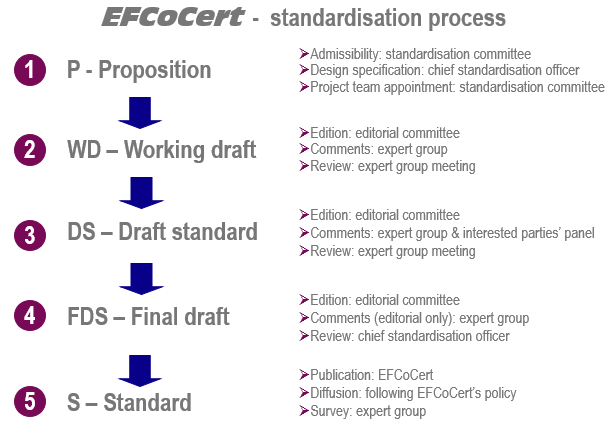 EFCoCert - standardisation process
1 P - Proposition
➢Admissibility: standardisation committee
➢Design specification: chief standardisation officer
➢Project team appointment: standardisation committee
2 WD – Working draft
➢Edition: editorial committee
➢Comments: expert group
➢Review: expert group meeting
3 DS – Draft standard
➢Edition: editorial committee
➢Comments: expert group & interested parties' panel
➢Review: expert group meeting
4 FDS – Final draft
➢Edition: editorial committee
➢Comments (editorial only): expert group
➢Review: chief standardisation officer
5 S – Standard
➢Publication: EFCoCert
➢Diffusion: following EFCoCert's policy
➢Survey: expert group